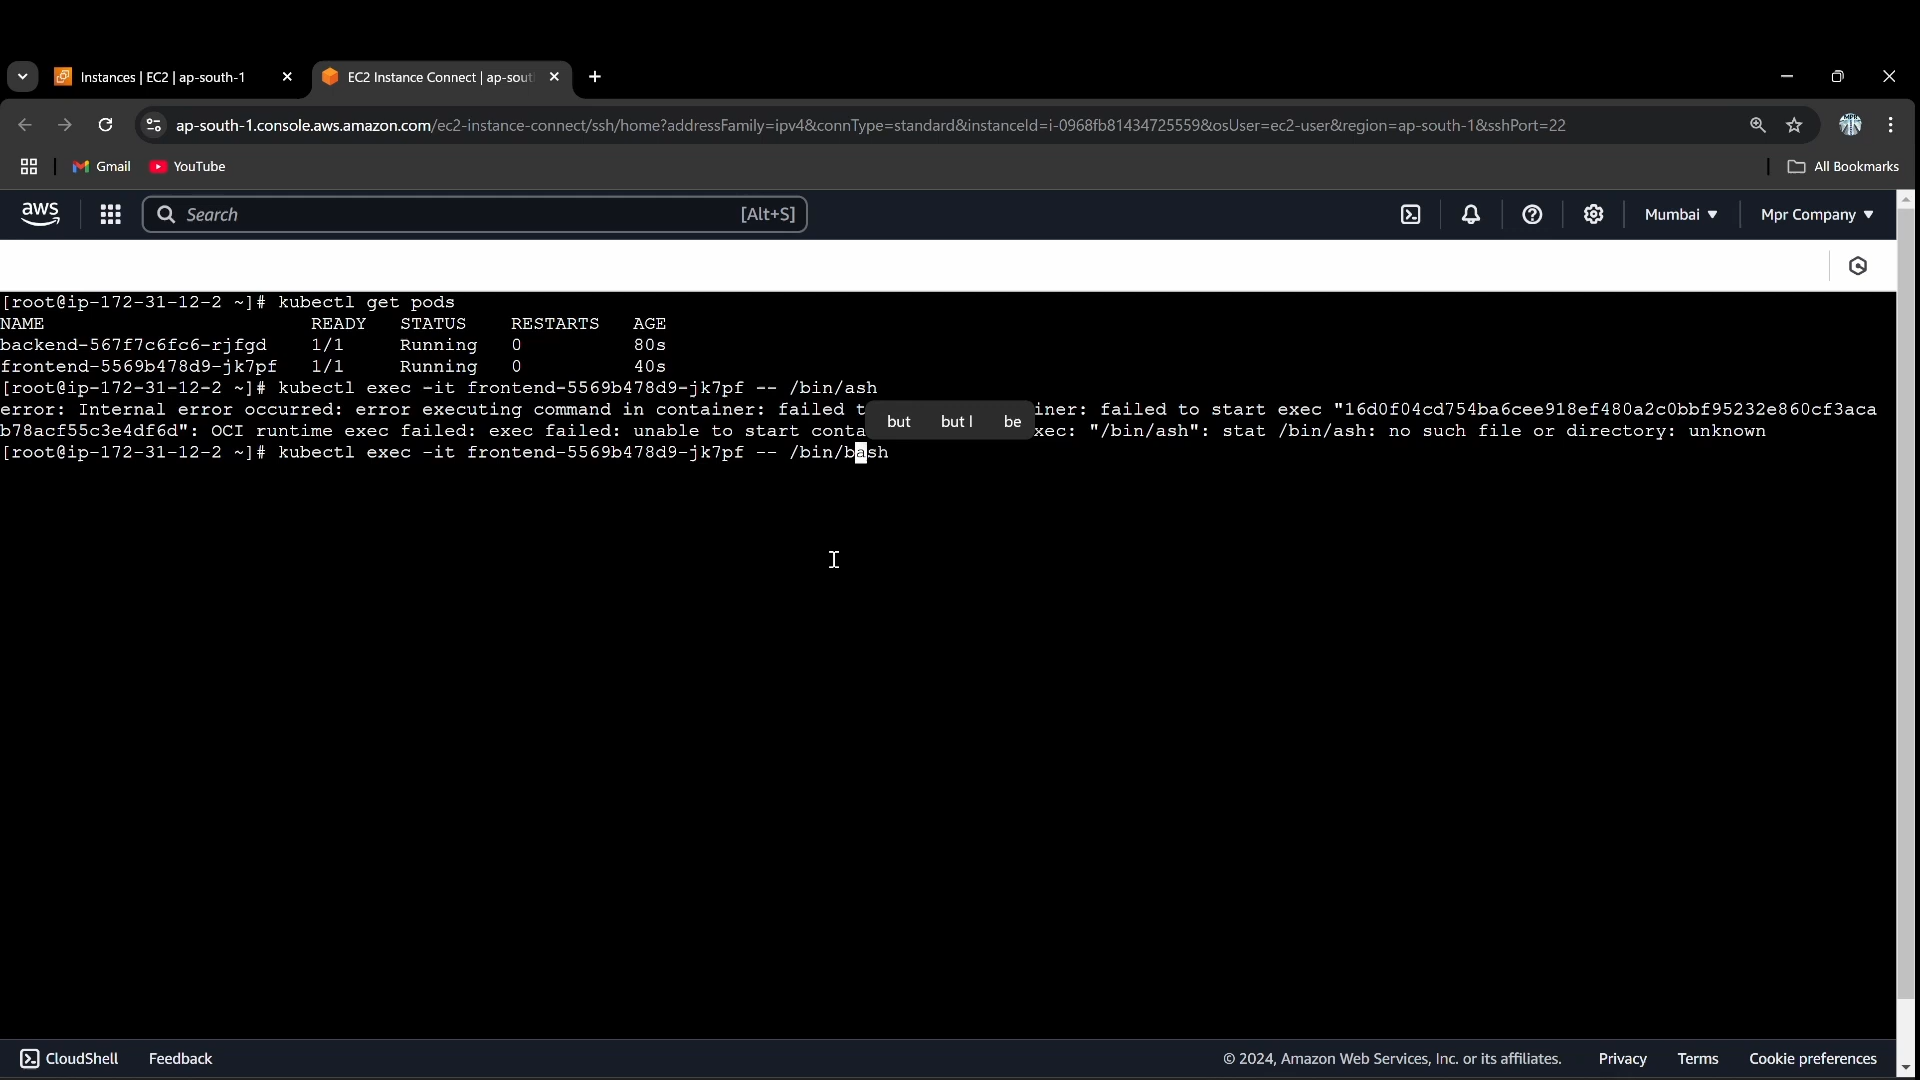 Instances | EC2 | ap-south-1
EC2 Instance Connect | ap-sout
ap-south-1.console.aws.amazon.com/ec2-instance-connect/ssh/home?addressFamily=ipv4&connType=standard&instanceId=i-0968fb81434725559&osUser=ec2-user&region=ap-south-1&sshPort=22
Gmail YouTube All Bookmarks
aws Search [Alt+S] Mumbai Mpr Company
[root@ip-172-31-12-2 ~]# kubectl get pods
NAME READY STATUS RESTARTS AGE
backend-567f7c6fc6-rjfgd 1/1 Running 0 80s
frontend-5569b478d9-jk7pf 1/1 Running 0 40s
[root@ip-172-31-12-2 ~]# kubectl exec -it frontend-5569b478d9-jk7pf -- /bin/ash
error: Internal error occurred: error executing command in container: failed t iner: failed to start exec "16d0f04cd754ba6cee918ef480a2c0bbf95232e860cf3aca
but but I be
b78acf55c3e4df6d": OCI runtime exec failed: exec failed: unable to start conta xec: "/bin/ash": stat /bin/ash: no such file or directory: unknown
[root@ip-172-31-12-2 ~]# kubectl exec -it frontend-5569b478d9-jk7pf -- /bin/bash
CloudShell Feedback © 2024, Amazon Web Services, Inc. or its affiliates. Privacy Terms Cookie preferences